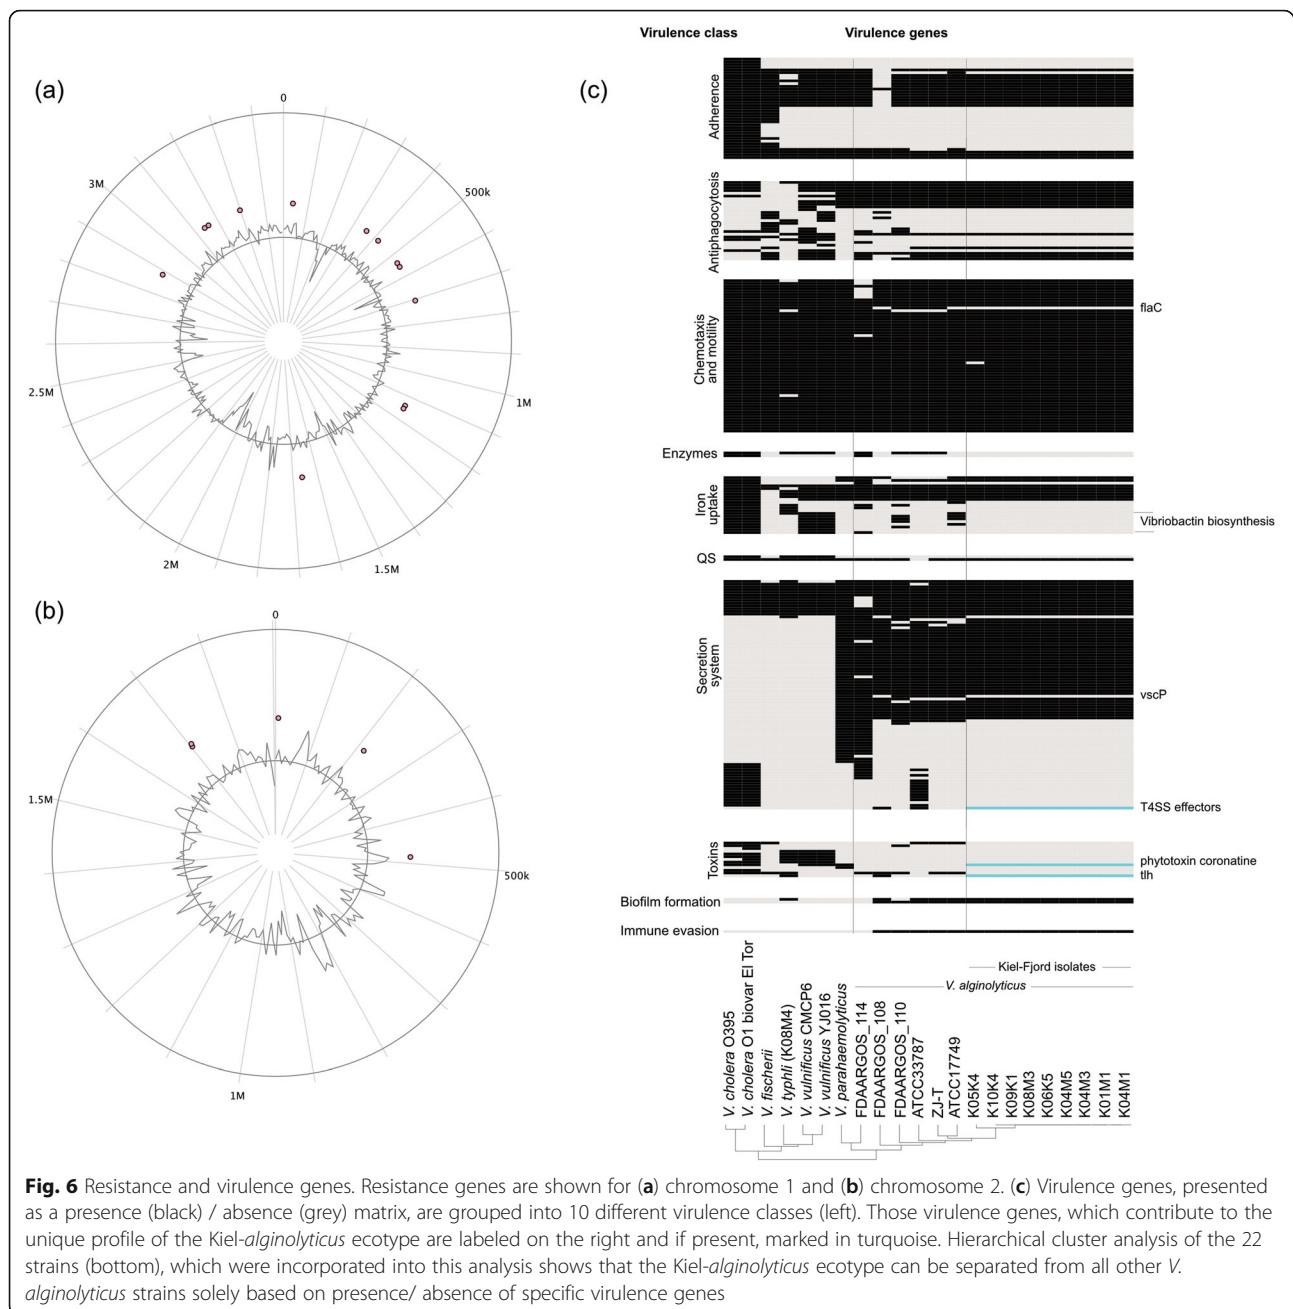 (a)
0
500k
1M
1.5M
2M
2.5M
3M
(b)
0
500k
1M
1.5M
(c)
Virulence class
Virulence genes
Adherence
Antiphagocytosis
Chemotaxis
and motility
flaC
Enzymes
Iron
uptake
Vibriobactin biosynthesis
QS
Secretion
system
vscP
T4SS effectors
Toxins
phytotoxin coronatine
tlh
Biofilm formation
Immune evasion
Kiel-Fjord isolates
V. alginolyticus
V. cholera O395
V. cholera O1 biovar El Tor
V. fischerii
V. typhli (K08M4)
V. vulnificus CMCP6
V. vulnificus YJ016
V. parahaemolyticus
FDAARGOS_114
FDAARGOS_108
FDAARGOS_110
ATCC33787
ZJ-T
ATCC17749
K05K4
K10K4
K09K1
K08M3
K06K5
K04M5
K04M3
K01M1
K04M1
Fig. 6 Resistance and virulence genes. Resistance genes are shown for (a) chromosome 1 and (b) chromosome 2. (c) Virulence genes, presented
as a presence (black) / absence (grey) matrix, are grouped into 10 different virulence classes (left). Those virulence genes, which contribute to the
unique profile of the Kiel-alginolyticus ecotype are labeled on the right and if present, marked in turquoise. Hierarchical cluster analysis of the 22
strains (bottom), which were incorporated into this analysis shows that the Kiel-alginolyticus ecotype can be separated from all other V.
alginolyticus strains solely based on presence/ absence of specific virulence genes